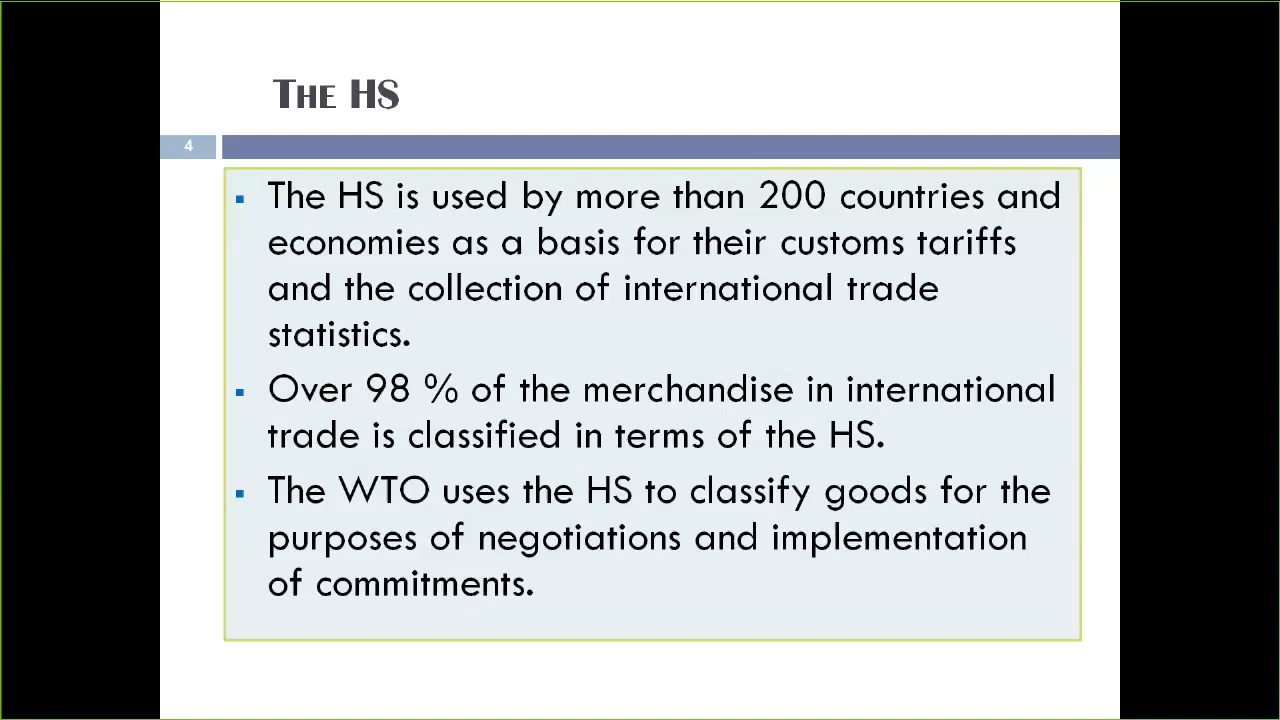 The HS
4
▪ The HS is used by more than 200 countries and
economies as a basis for their customs tariffs
and the collection of international trade
statistics.
▪ Over 98 % of the merchandise in international
trade is classified in terms of the HS.
▪ The WTO uses the HS to classify goods for the
purposes of negotiations and implementation
of commitments.